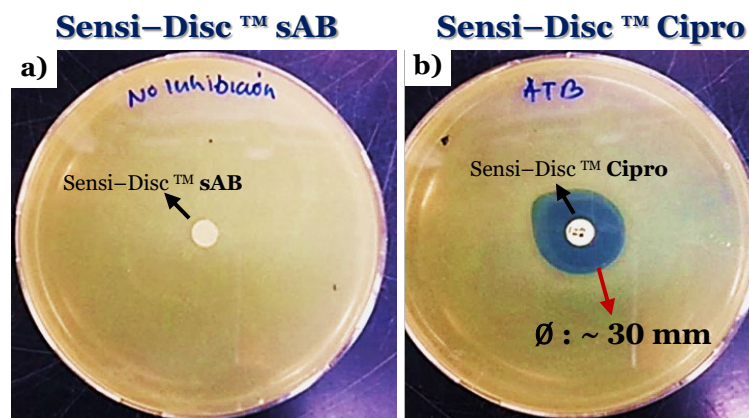 Sensi–Disc ™ sAB
Sensi–Disc ™ Cipro
a)
No Inhibición
Sensi–Disc ™ sAB
b)
ATB
Sensi–Disc ™ Cipro
Ø : ~ 30 mm